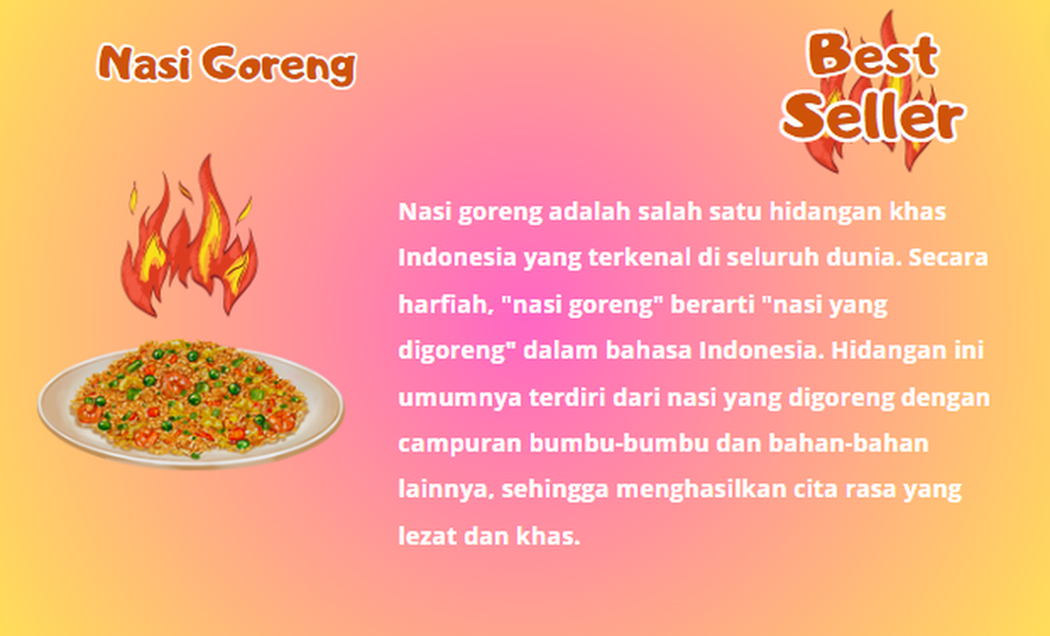 Nasi Goreng
Best
Seller
Nasi goreng adalah salah satu hidangan khas
Indonesia yang terkenal di seluruh dunia. Secara
harfiah, "nasi goreng" berarti "nasi yang
digoreng" dalam bahasa Indonesia. Hidangan ini
umumnya terdiri dari nasi yang digoreng dengan
campuran bumbu-bumbu dan bahan-bahan
lainnya, sehingga menghasilkan cita rasa yang
lezat dan khas.